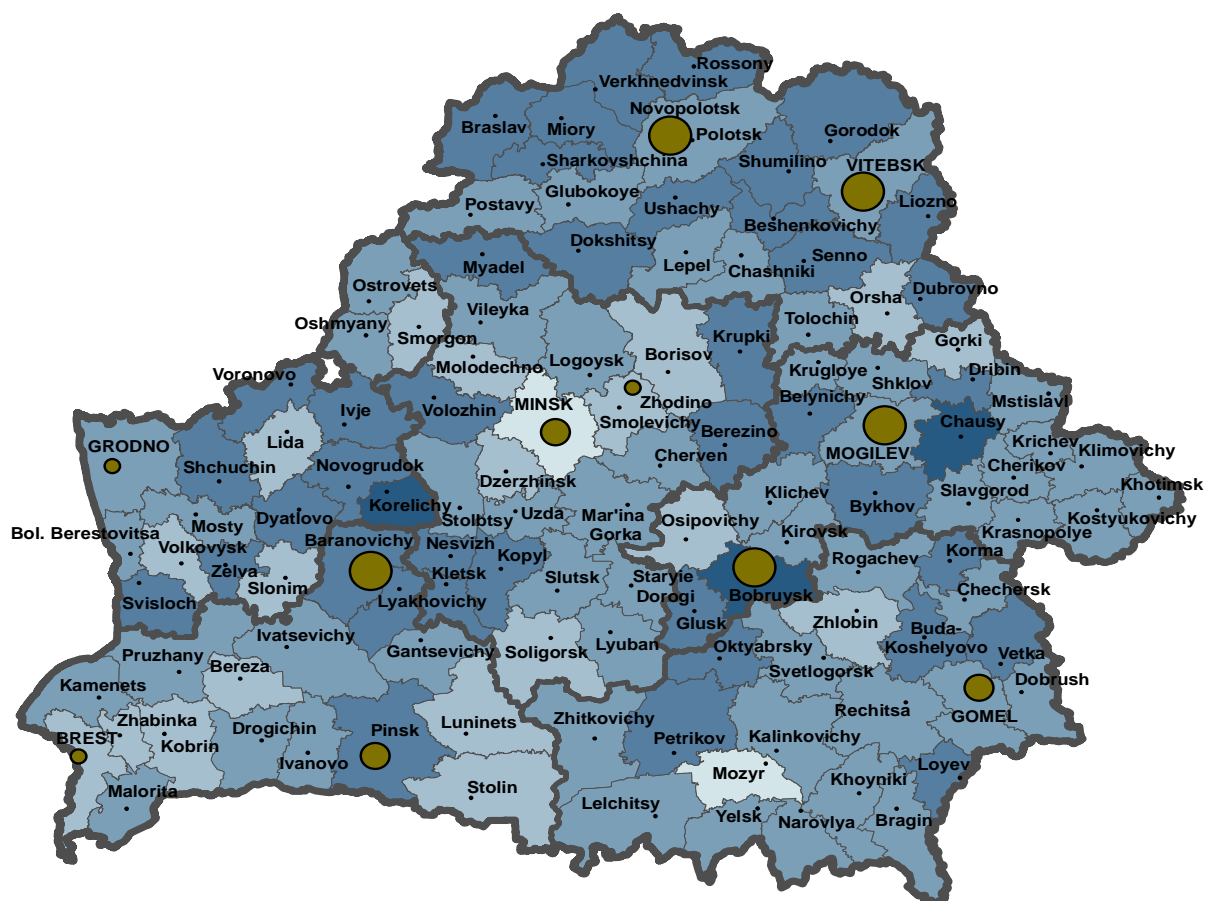 Rossony
Verkhnedvinsk
Novopolotsk
Braslav
Miory
Polotsk
Gorodok
Sharkovshchina
Shumilino
VITEBSK
Glubokoye
Postavy
Ushachy
Liozno
Beshenkovichy
Dokshitsy
Senno
Myadel
Lepel
Chashniki
Ostrovets
Dubrovno
Orsha
Vileyka
Tolochin
Oshmyany
Smorgon
Krupki
Gorki
Borisov
Logoysk
Molodechno
Krugloye
Dribin
Voronovo
Shklov
Zhodino
Mstislavl
Ivje
Volozhin
MINSK
Belynichy
Chausy
Smolevichy
Lida
Berezino
GRODNO
MOGILEV
Krichev
Klimovichy
Shchuchin
Novogrudok
Cherven
Cherikov
Dzerzhinsk
Slavgorod
Khotimsk
Korelichy
Klichev
Bykhov
Mosty
Dyatlovo
Stolbtsy
Uzda
Mar'ina
Gorka
Osipovichy
Kostyukovichy
Bol. Berestovitsa
Krasnopolye
Volkovysk
Baranovichy
Nesvizh
Kopyl
Kirovsk
Korma
Zelva
Rogachev
Kletsk
Slutsk
Staryie
Dorogi
Slonim
Chechersk
Svisloch
Lyakhovichy
Bobruysk
Glusk
Zhlobin
Buda-
Koshelyovo
Ivatsevichy
Gantsevichy
Soligorsk
Lyuban
Oktyabrsky
Vetka
Pruzhany
Bereza
Svetlogorsk
Dobrush
Kamenets
Rechitsa
GOMEL
Zhabinka
Luninets
Zhitkovichy
BREST
Kobrin
Drogichin
Pinsk
Petrikov
Kalinkovichy
Ivanovo
Loyev
Mozyr
Khoyniki
Malorita
Stolin
Lelchitsy
Yelsk
Narovlya
Bragin